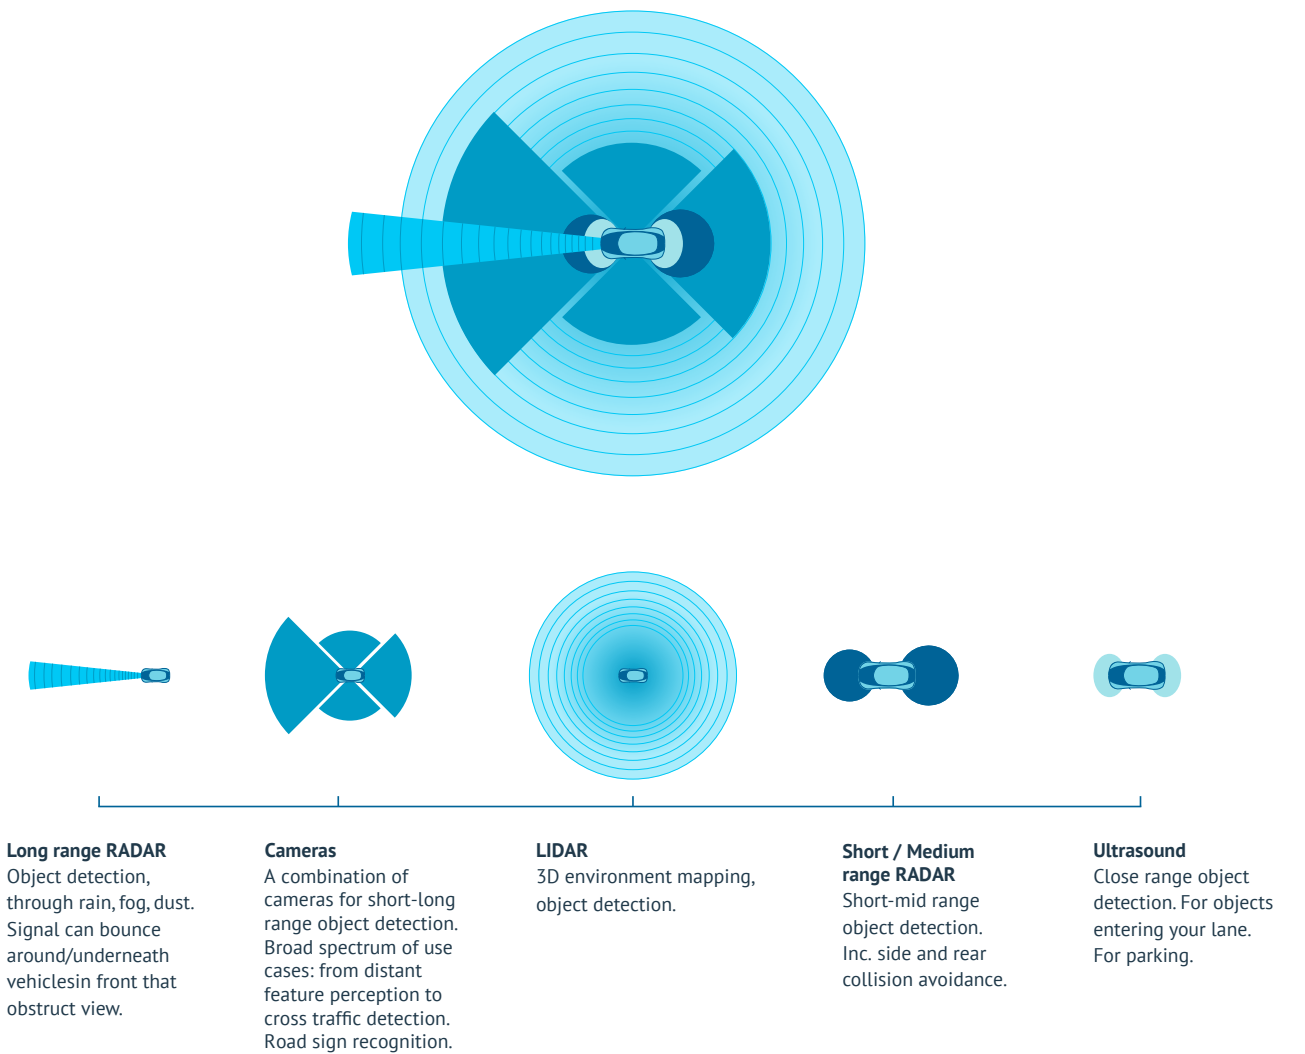 Long range RADAR
Object detection,
through rain, fog, dust.
Signal can bounce
around/underneath
vehiclesin front that
obstruct view.
Cameras
A combination of
cameras for short-long
range object detection.
Broad spectrum of use
cases: from distant
feature perception to
cross traffic detection.
Road sign recognition.
LIDAR
3D environment mapping,
object detection.
Short / Medium
range RADAR
Short-mid range
object detection.
Inc. side and rear
collision avoidance.
Ultrasound
Close range object
detection. For objects
entering your lane.
For parking.